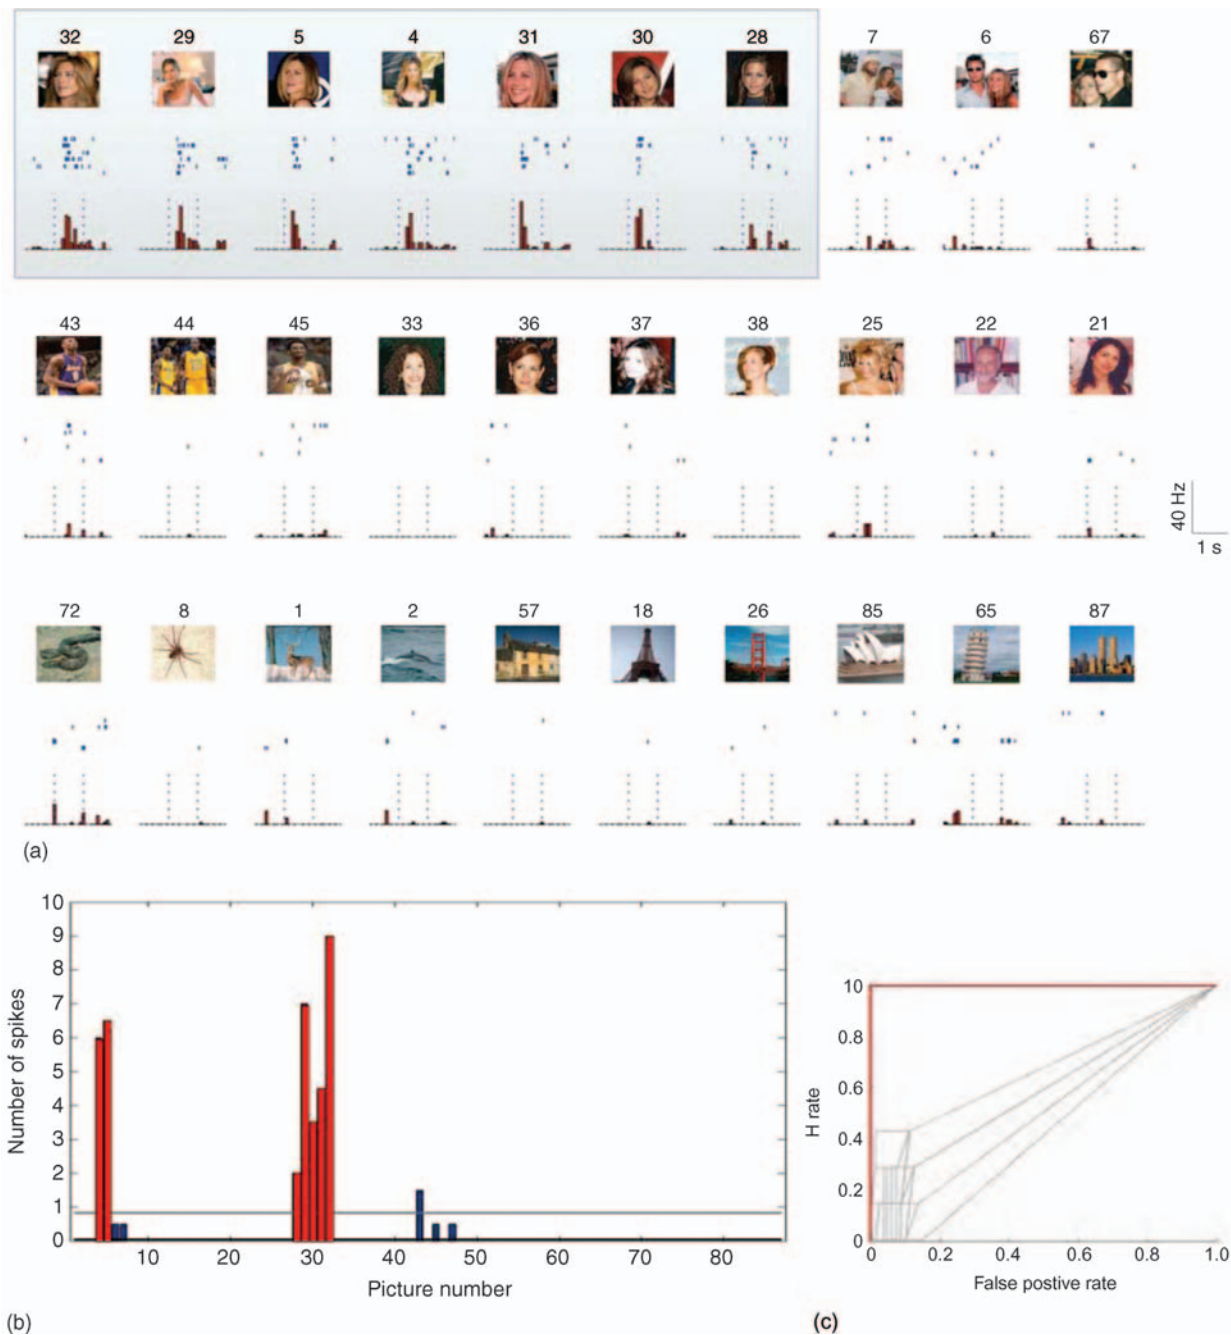 32 29 5 4 31 30 28 7 6 67
43 44 45 33 36 37 38 25 22 21
40 Hz
1 s
72 8 1 2 57 18 26 85 65 87
(a)
10
9
8
7
6
5
4
3
2
1
0
Number of spikes
10 20 30 40 50 60 70 80
Picture number
(b)
10
0.8
0.6
0.4
0.2
0
H rate
0 0.2 0.4 0.6 0.8 1.0
False postive rate
(c)